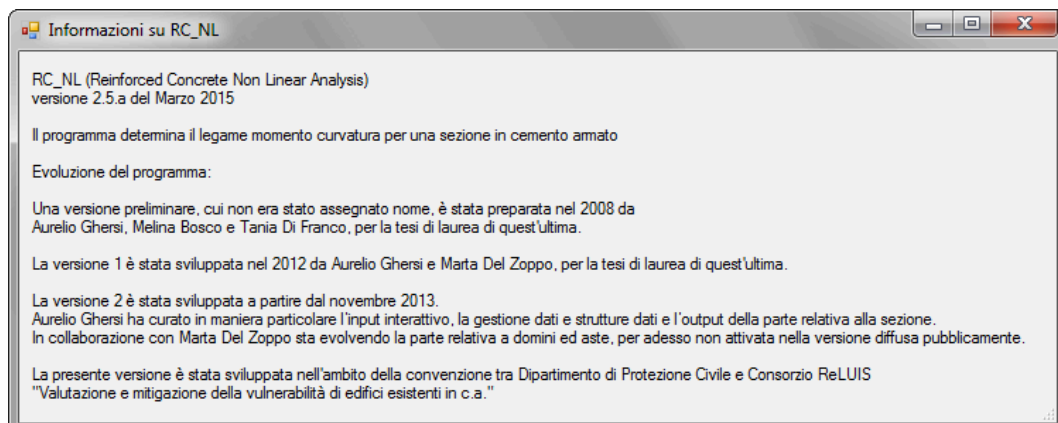 Informazioni su RC_NL
RC_NL (Reinforced Concrete Non Linear Analysis)
versione 2.5.a del Marzo 2015
Il programma determina il legame momento curvatura per una sezione in cemento armato
Evoluzione del programma:
Una versione preliminare, cui non era stato assegnato nome, è stata preparata nel 2008 da
Aurelio Ghersi, Melina Bosco e Tania Di Franco, per la tesi di laurea di quest'ultima.
La versione 1 è stata sviluppata nel 2012 da Aurelio Ghersi e Marta Del Zoppo, per la tesi di laurea di quest'ultima.
La versione 2 è stata sviluppata a partire dal novembre 2013.
Aurelio Ghersi ha curato in maniera particolare l'input interattivo, la gestione dati e strutture dati e l'output della parte relativa alla sezione.
In collaborazione con Marta Del Zoppo sta evolvendo la parte relativa a domini ed aste, per adesso non attivata nella versione diffusa pubblicamente.
La presente versione è stata sviluppata nell'ambito della convenzione tra Dipartimento di Protezione Civile e Consorzio ReLUIS
"Valutazione e mitigazione della vulnerabilità di edifici esistenti in c.a."